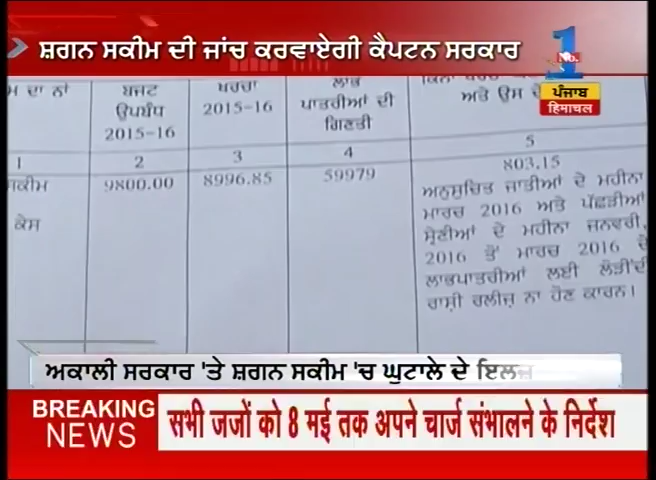 ਸ਼ਗਨ ਸਕੀਮ ਦੀ ਜਾਂਚ ਕਰਵਾਏਗੀ ਕੈਪਟਨ ਸਰਕਾਰ
No. 1
ਪੰਜਾਬ
हिमाचल
ਮ ਦਾ ਨਾਂ
ਬਜਟ
ਉਪਬੰਧ
2015-16
ਖਰਚਾ
2015-16
ਲਾਭ
ਪਾਤਰੀਆਂ ਦੀ
ਗਿਣਤੀ
ਅਤੇ ਉਸ ਦੇ
1 2 3 4 5
ਸਕੀਮ
ਕੇਸ
9800.00
8996.85
59979
803.15
ਅਨੁਸੂਚਿਤ ਜਾਤੀਆਂ ਦੇ ਮਹੀਨਾ
ਮਾਰਚ 2016 ਅਤੇ ਪੱਛੜੀਆਂ
ਸ਼੍ਰੇਣੀਆਂ ਦੇ ਮਹੀਨਾ ਜਨਵਰੀ,
2016 ਤੋਂ ਮਾਰਚ 2016 ਦੇ
ਲਾਭਪਾਤਰੀਆਂ ਲਈ ਲੋੜੀਂਦੀ
ਰਾਸ਼ੀ ਰਲੀਜ਼ ਨਾ ਹੋਣ ਕਾਰਨ।
ਅਕਾਲੀ ਸਰਕਾਰ 'ਤੇ ਸ਼ਗਨ ਸਕੀਮ 'ਚ ਘੁਟਾਲੇ ਦੇ
BREAKING
NEWS
सभी जजों को 8 मई तक अपने चार्ज संभालने के निर्देश